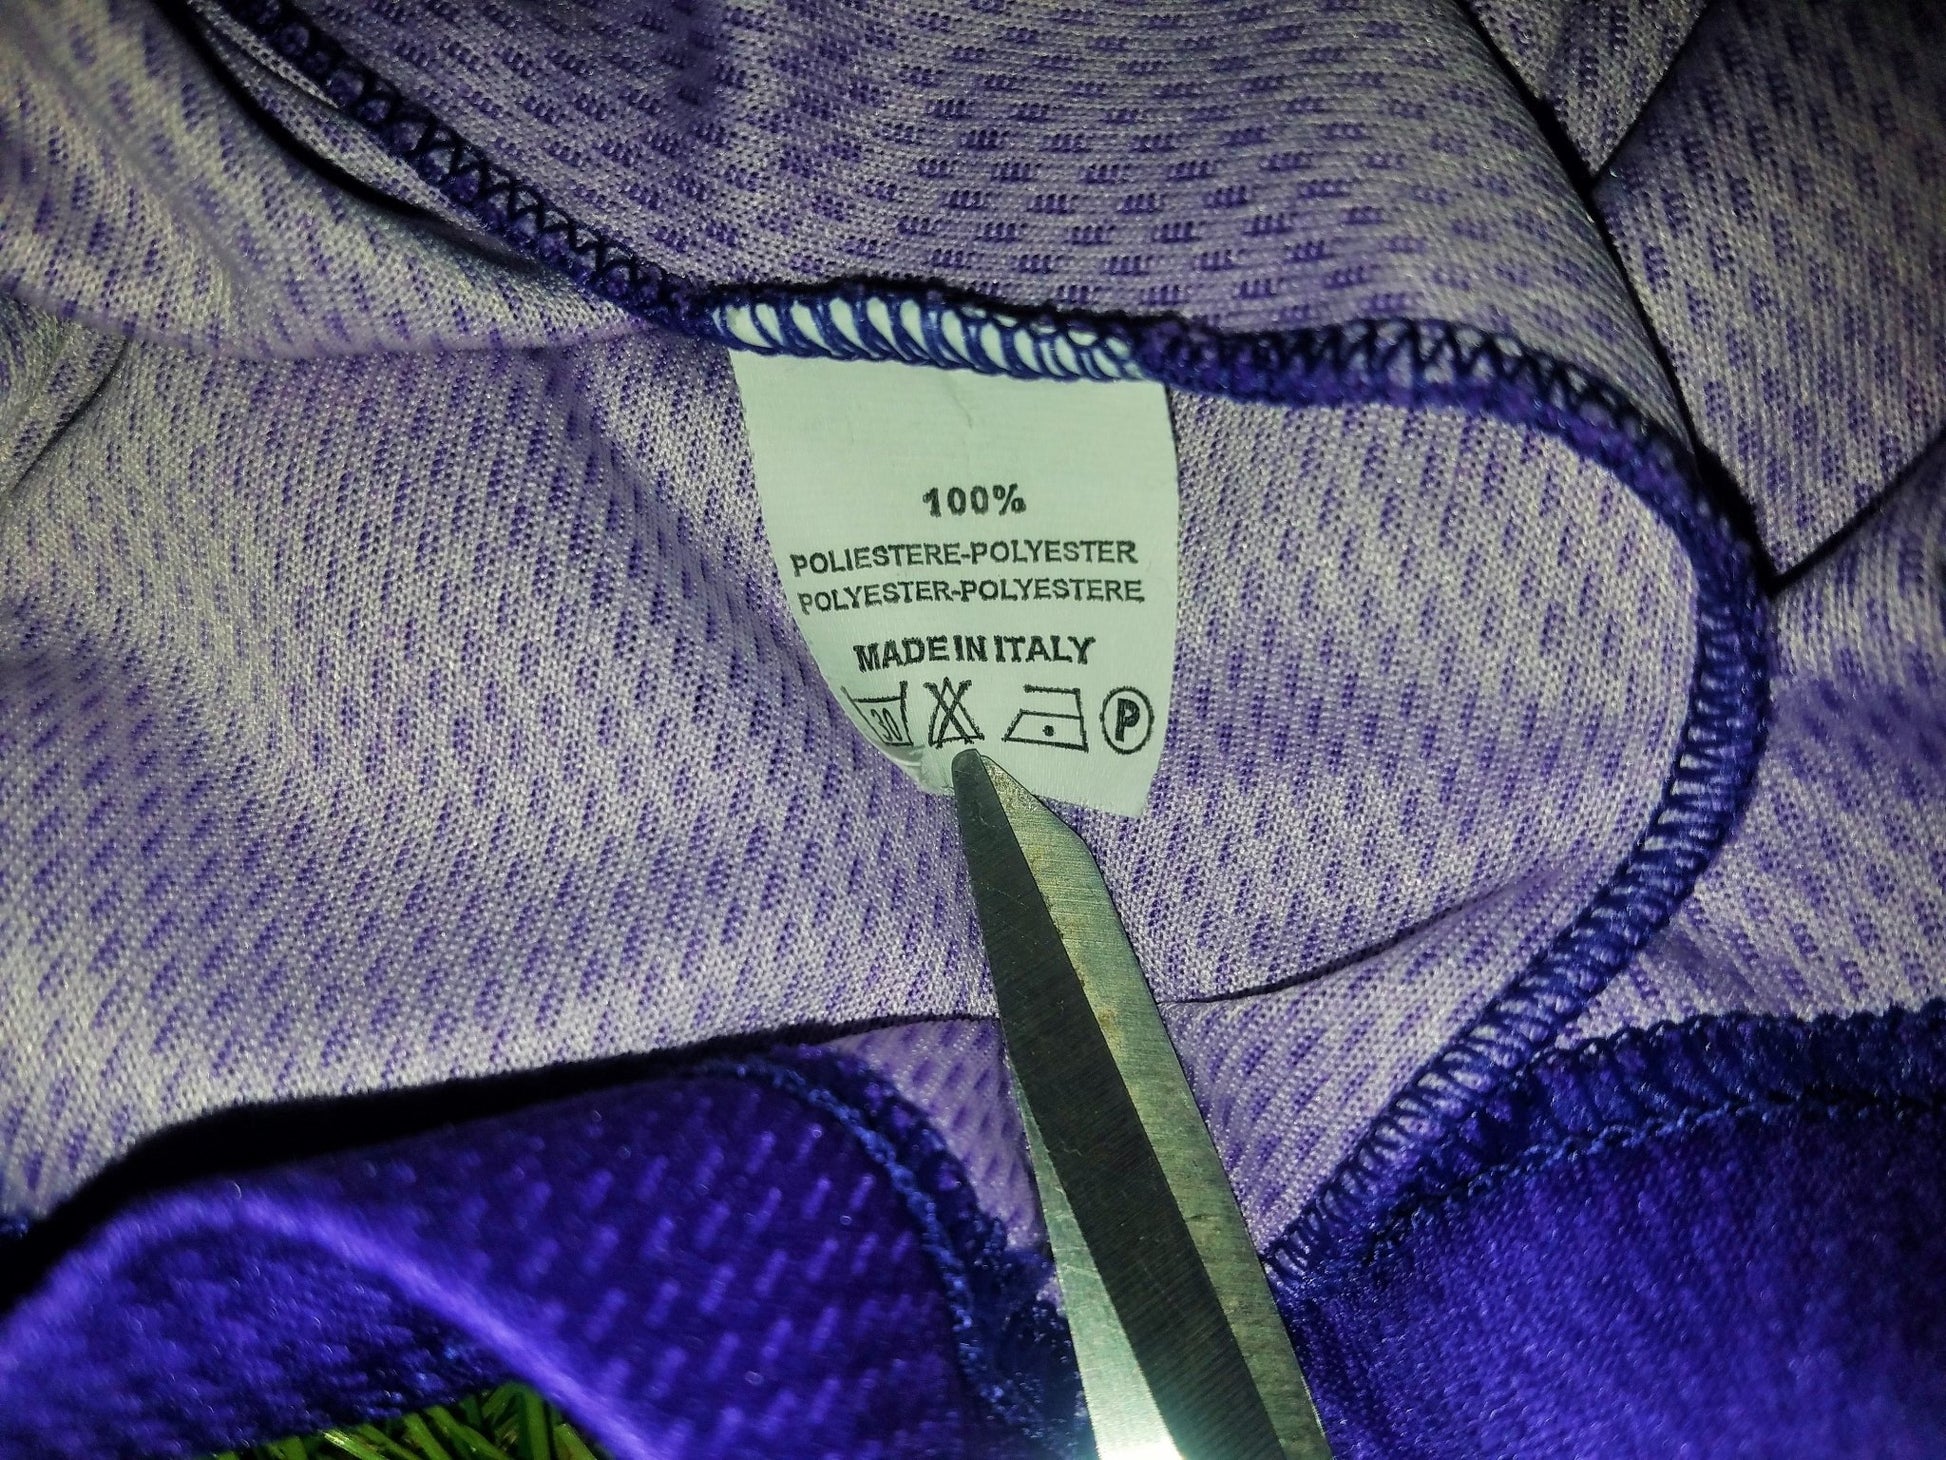 100%
POLIESTERE-POLYESTER
POLYESTER-POLYESTERE
MADE IN ITALY
30 P